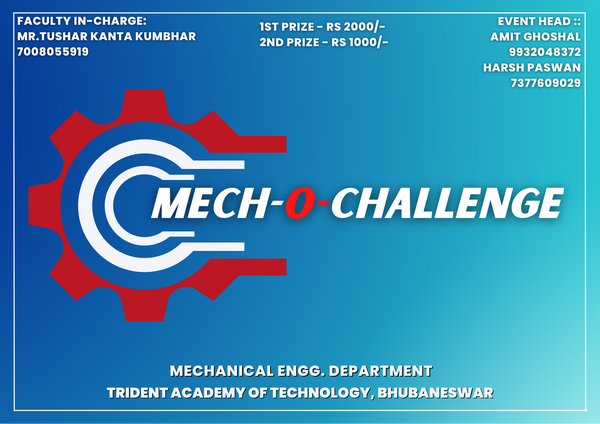 FACULTY IN-CHARGE:
MR.TUSHAR KANTA KUMBHAR
7008055919
1ST PRIZE - RS 2000/-
2ND PRIZE - RS 1000/-
EVENT HEAD ::
AMIT GHOSHAL
9932048372
HARSH PASWAN
7377609029
MECH-O-CHALLENGE
MECHANICAL ENGG. DEPARTMENT
TRIDENT ACADEMY OF TECHNOLOGY, BHUBANESWAR